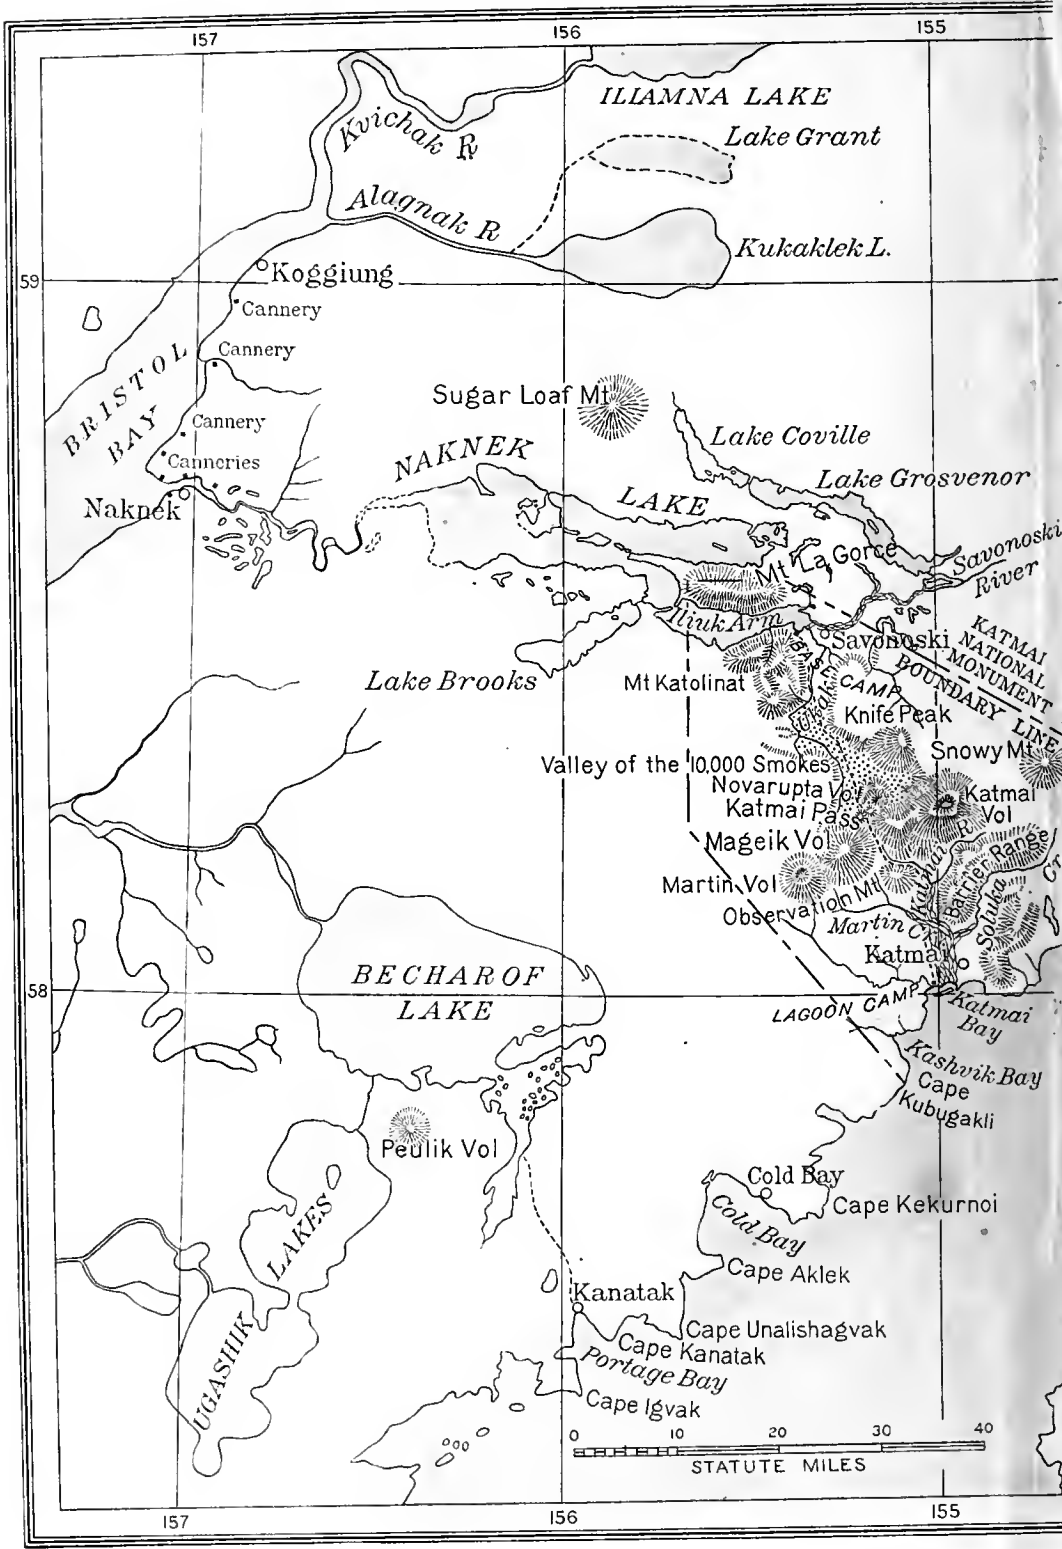 157 156 155
ILIAMNA LAKE
Kvichak R
Lake Grant
Alagnak R
Kukaklek L.
59
Koggiung
Cannery
Cannery
BRISTOL
BAY
Sugar Loaf Mt
Cannery
Canneries
Naknek
NAKNEK
LAKE
Lake Coville
Lake Grosvenor
Mt La Gorce
Savonoski
River
Iliuk Arm
Savonoski
KATMAI
NATIONAL
MONUMENT
BOUNDARY LINE
Lake Brooks
Mt Katolinat
BASE
CAMP
Ukak
Knife Peak
Snowy Mt
Valley of the 10,000 Smokes
Novarupta Vol
Katmai Pass
Katmai
Vol
Mageik Vol
Martin Vol
Observation Mt
Katmai R
Barrier Range
Soluka
Cr
Martin Cr
Katmai
58
BECHAROF
LAKE
LAGOON CAMP
Katmai
Bay
Kashvik Bay
Cape
Kubugakli
Peulik Vol
Cold Bay
Cape Kekurnoi
Cold Bay
Cape Aklek
UGASHIK LAKES
Kanatak
Cape Unalishagvak
Cape Kanatak
Portage Bay
Cape Igvak
0 10 20 30 40
STATUTE MILES
157 156 155